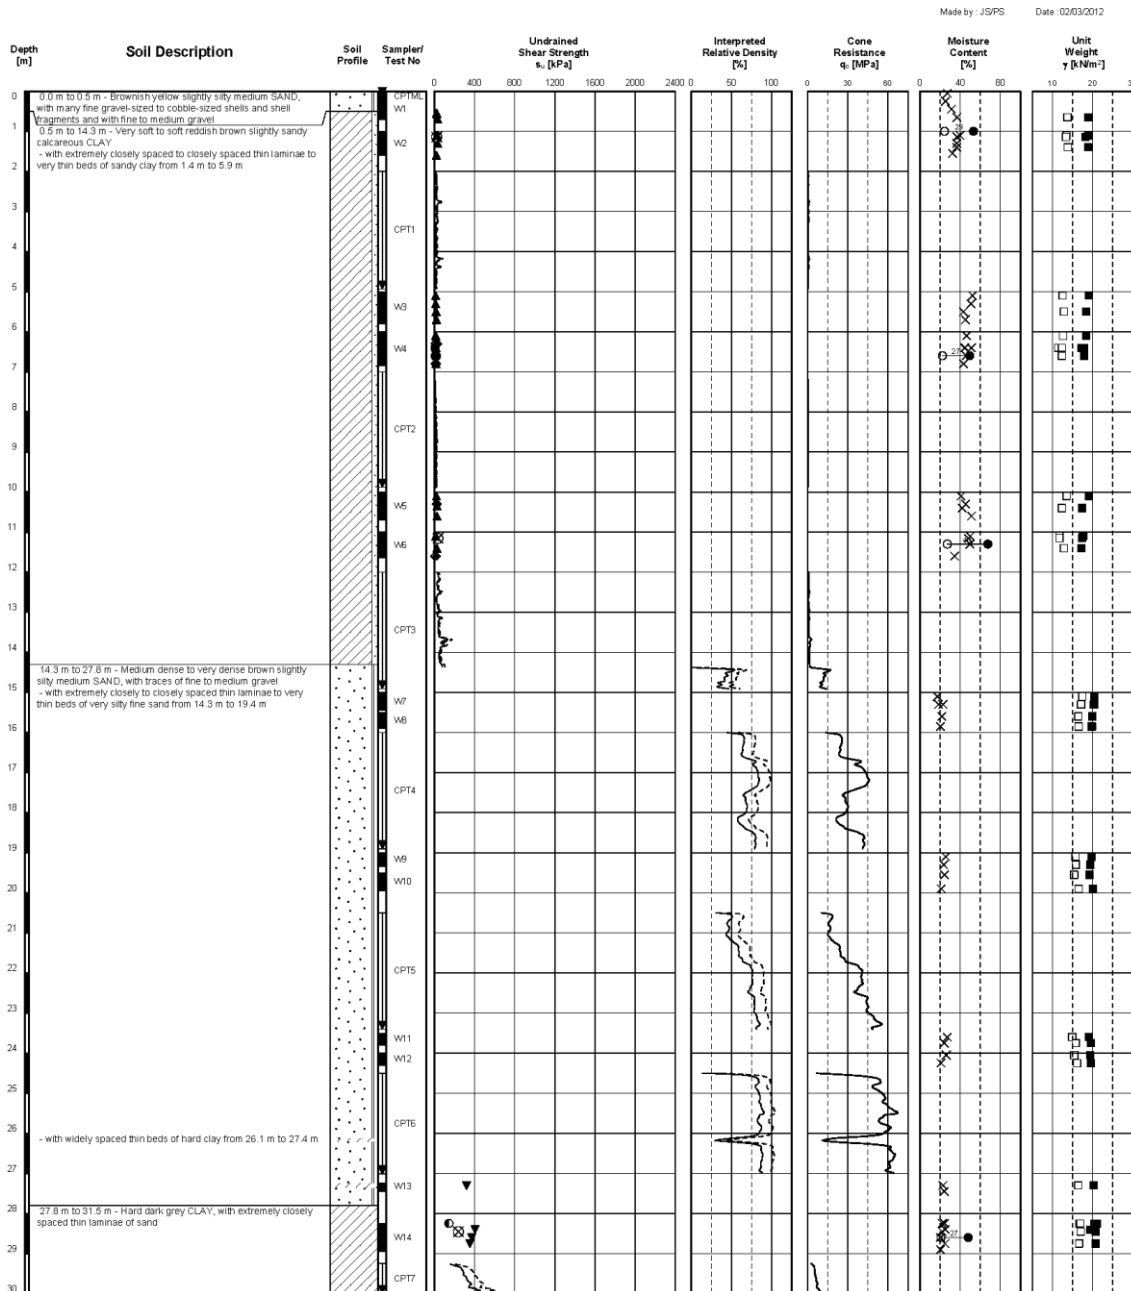 Made by : JS/PS Date : 02/03/2012
Depth [m]
Soil Description
Soil Profile
Sampler/ Test No
Undrained Shear Strength sᵤ [kPa]
Interpreted Relative Density [%]
Cone Resistance q꜀ [MPa]
Moisture Content [%]
Unit Weight γ [kN/m²]
0 400 800 1200 1600 2000 2400
0 50 100
0 30 60
0 40 80
10 20 30
0
1
2
3
4
5
6
7
8
9
10
11
12
13
14
15
16
17
18
19
20
21
22
23
24
25
26
27
28
29
30
0.0 m to 0.5 m - Brownish yellow slightly silty medium SAND,
with many fine gravel-sized to cobble-sized shells and shell
fragments and with fine to medium gravel
0.5 m to 14.3 m - Very soft to soft reddish brown slightly sandy
calcareous CLAY
- with extremely closely spaced to closely spaced thin laminae to
very thin beds of sandy clay from 1.4 m to 5.9 m
14.3 m to 27.8 m - Medium dense to very dense brown slightly
silty medium SAND, with traces of fine to medium gravel
- with extremely closely to closely spaced thin laminae to very
thin beds of very silty fine sand from 14.3 m to 19.4 m
- with widely spaced thin beds of hard clay from 26.1 m to 27.4 m
27.8 m to 31.5 m - Hard dark grey CLAY, with extremely closely
spaced thin laminae of sand
CPTML
W1
W2
CPT1
W3
W4
CPT2
W5
W6
CPT3
W7
W8
CPT4
W9
W10
CPT5
W11
W12
CPT6
W13
W14
CPT7
27
27